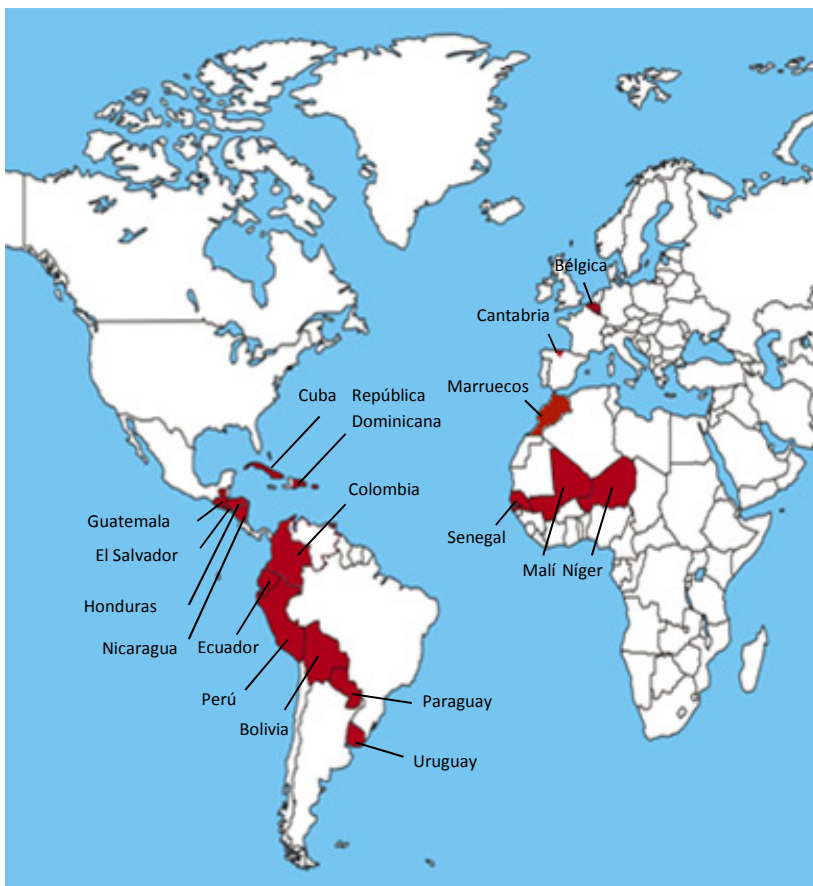 Bélgica
Cantabria
Marruecos
Cuba
República
Dominicana
Colombia
Guatemala
El Salvador
Senegal
Malí
Níger
Honduras
Nicaragua
Ecuador
Perú
Paraguay
Bolivia
Uruguay